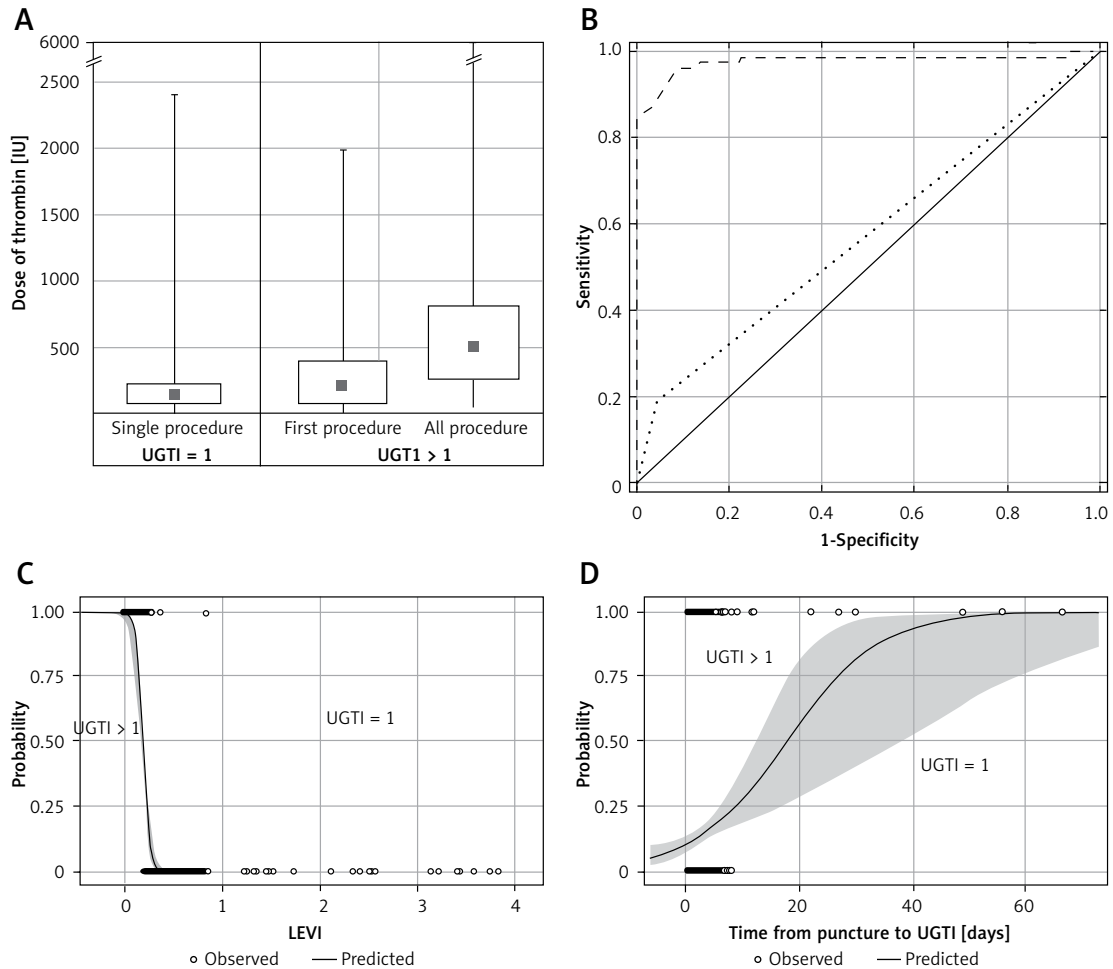 A
Dose of thrombin [IU]
6000
2500
2000
1500
1000
500
Single procedure First procedure All procedure
UGTI = 1 UGT1 > 1
B
Sensitivity
1.0
0.8
0.6
0.4
0.2
0
0 0.2 0.4 0.6 0.8 1.0
1-Specificity
C
Probability
1.00
0.75
0.50
0.25
0
UGTI > 1
UGTI = 1
0 1 2 3 4
LEVI
Observed Predicted
D
Probability
1.00
0.75
0.50
0.25
0
UGTI > 1
UGTI = 1
0 20 40 60
Time from puncture to UGTI [days]
Observed Predicted